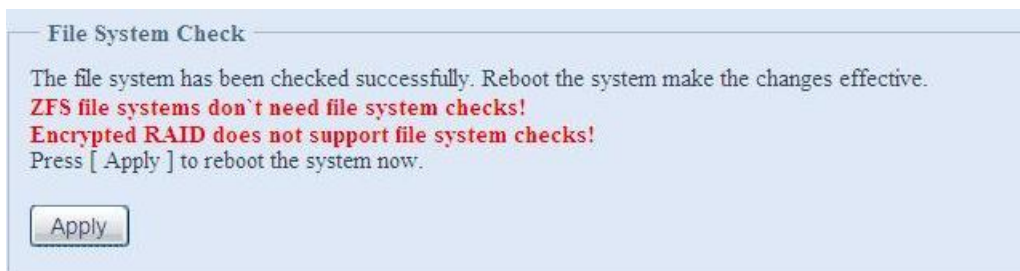 File System Check
The file system has been checked successfully. Reboot the system make the changes effective.
ZFS file systems don`t need file system checks!
Encrypted RAID does not support file system checks!
Press [ Apply ] to reboot the system now.
Apply